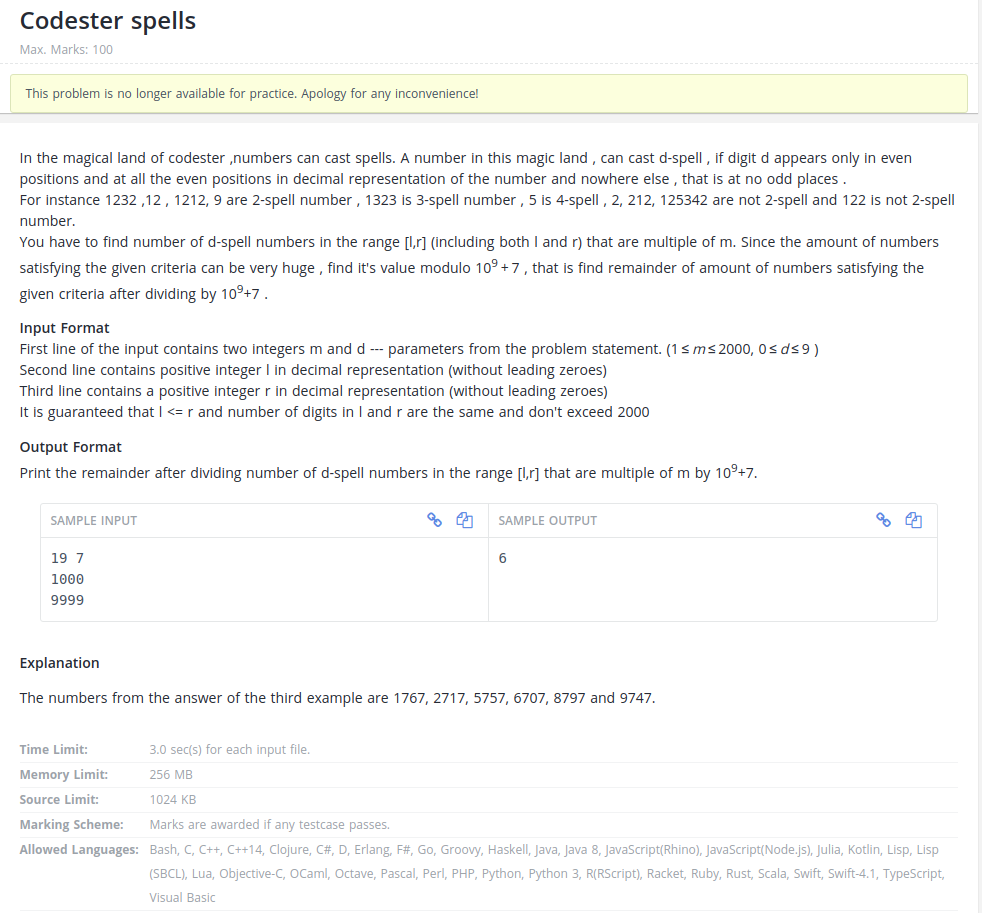 Codester spells
Max. Marks: 100
This problem is no longer available for practice. Apology for any inconvenience!
In the magical land of codester ,numbers can cast spells. A number in this magic land , can cast d-spell , if digit d appears only in even
positions and at all the even positions in decimal representation of the number and nowhere else , that is at no odd places .
For instance 1232 ,12 , 1212, 9 are 2-spell number , 1323 is 3-spell number , 5 is 4-spell , 2, 212, 125342 are not 2-spell and 122 is not 2-spell
number.
You have to find number of d-spell numbers in the range [l,r] (including both l and r) that are multiple of m. Since the amount of numbers
satisfying the given criteria can be very huge , find it's value modulo 10⁹ + 7 , that is find remainder of amount of numbers satisfying the
given criteria after dividing by 10⁹+7 .
Input Format
First line of the input contains two integers m and d --- parameters from the problem statement. (1 ≤ m ≤ 2000, 0 ≤ d ≤ 9 )
Second line contains positive integer l in decimal representation (without leading zeroes)
Third line contains a positive integer r in decimal representation (without leading zeroes)
It is guaranteed that l <= r and number of digits in l and r are the same and don't exceed 2000
Output Format
Print the remainder after dividing number of d-spell numbers in the range [l,r] that are multiple of m by 10⁹+7.
SAMPLE INPUT
19 7
1000
9999
SAMPLE OUTPUT
6
Explanation
The numbers from the answer of the third example are 1767, 2717, 5757, 6707, 8797 and 9747.
Time Limit: 3.0 sec(s) for each input file.
Memory Limit: 256 MB
Source Limit: 1024 KB
Marking Scheme: Marks are awarded if any testcase passes.
Allowed Languages: Bash, C, C++, C++14, Clojure, C#, D, Erlang, F#, Go, Groovy, Haskell, Java, Java 8, JavaScript(Rhino), JavaScript(Node.js), Julia, Kotlin, Lisp, Lisp
(SBCL), Lua, Objective-C, OCaml, Octave, Pascal, Perl, PHP, Python, Python 3, R(RScript), Racket, Ruby, Rust, Scala, Swift, Swift-4.1, TypeScript,
Visual Basic